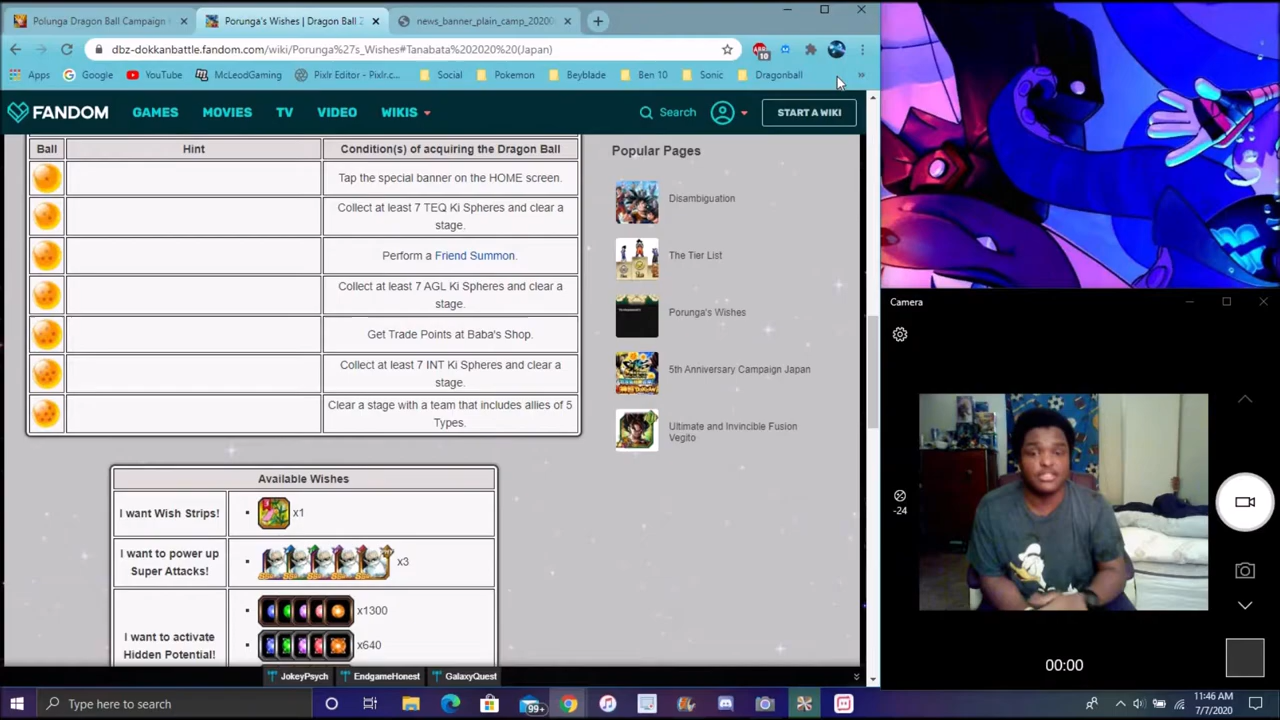 Polunga Dragon Ball Campaign
Porunga's Wishes | Dragon Ball Z
news_banner_plain_camp_20200
dbz-dokkanbattle.fandom.com/wiki/Porunga%27s_Wishes#Tanabata%202020%20(Japan)
ABP
10
Apps
Google
YouTube
McLeodGaming
Pixlr Editor - Pixlr.c...
Social
Pokemon
Beyblade
Ben 10
Sonic
Dragonball
»
FANDOM
GAMES
MOVIES
TV
VIDEO
WIKIS
Search
START A WIKI
Ball
Hint
Condition(s) of acquiring the Dragon Ball
Tap the special banner on the HOME screen.
Collect at least 7 TEQ Ki Spheres and clear a
stage.
Perform a Friend Summon.
Collect at least 7 AGL Ki Spheres and clear a
stage.
Get Trade Points at Baba's Shop.
Collect at least 7 INT Ki Spheres and clear a
stage.
Clear a stage with a team that includes allies of 5
Types.
Popular Pages
Disambiguation
The Tier List
Porunga's Wishes
5th Anniversary Campaign Japan
Ultimate and Invincible Fusion
Vegito
Available Wishes
I want Wish Strips!
x1
I want to power up
Super Attacks!
x3
I want to activate
Hidden Potential!
x1300
x640
JokeyPsych
EndgameHonest
GalaxyQuest
Camera
-24
00:00
Type here to search
99+
11:46 AM
7/7/2020